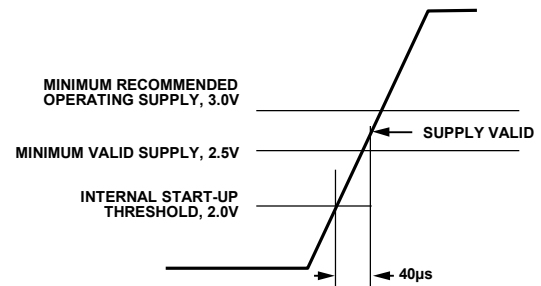 MINIMUM RECOMMENDED
OPERATING SUPPLY, 3.0V
SUPPLY VALID
MINIMUM VALID SUPPLY, 2.5V
INTERNAL START-UP
THRESHOLD, 2.0V
40µs